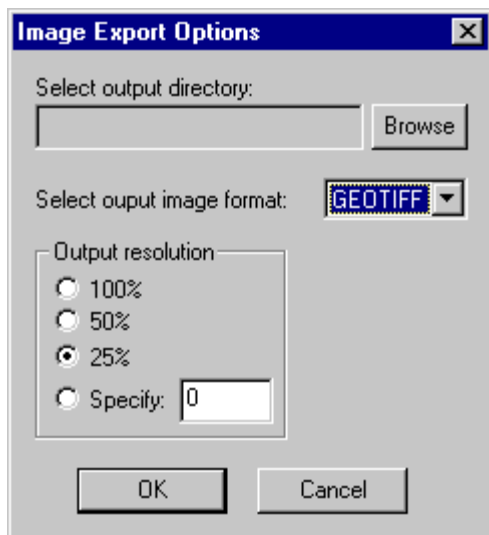 Image Export Options
Select output directory:
Browse
Select ouput image format: GEOTIFF
Output resolution
100%
50%
25%
Specify: 0
OK Cancel